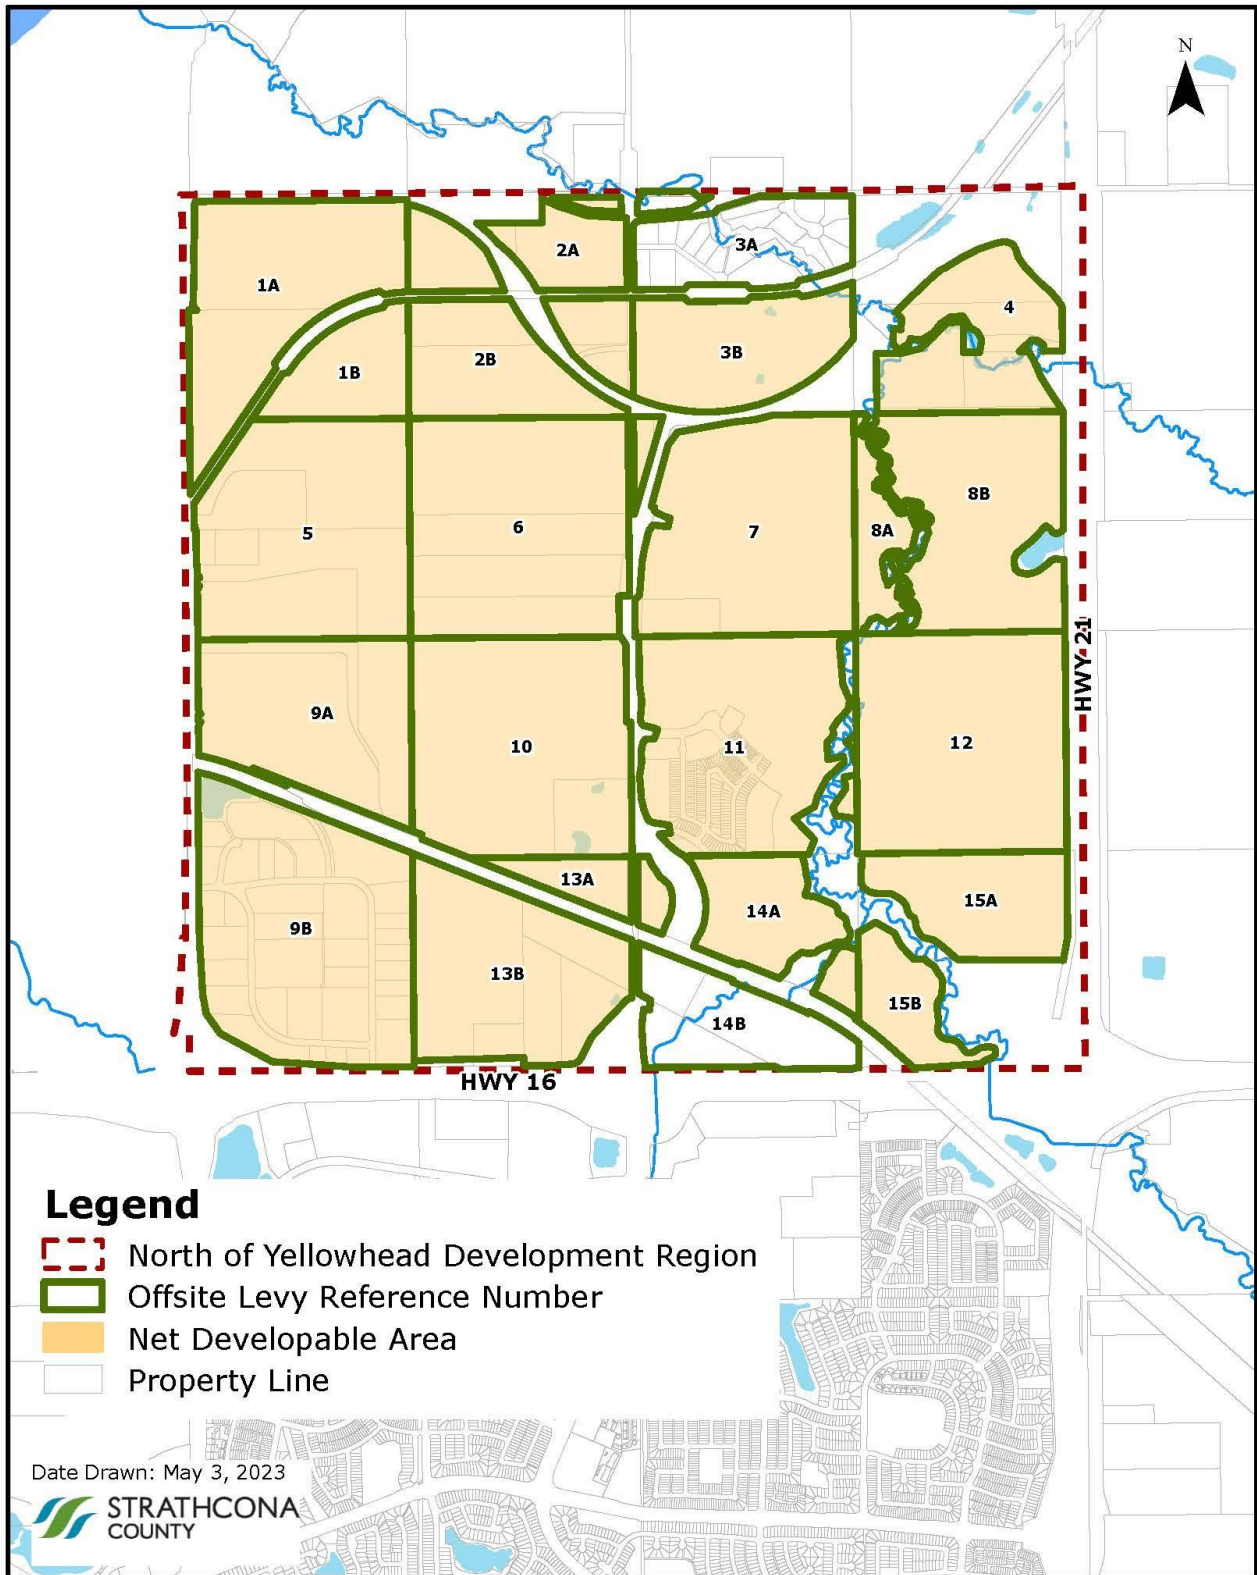 N
3A
2A
1A
4
3B
2B
1B
8B
6
8A
7
5
HWY 21
9A
12
10
11
13A
15A
14A
9B
13B
15B
14B
HWY 16
Legend
North of Yellowhead Development Region
Offsite Levy Reference Number
Net Developable Area
Property Line
Date Drawn: May 3, 2023
STRATHCONA
COUNTY